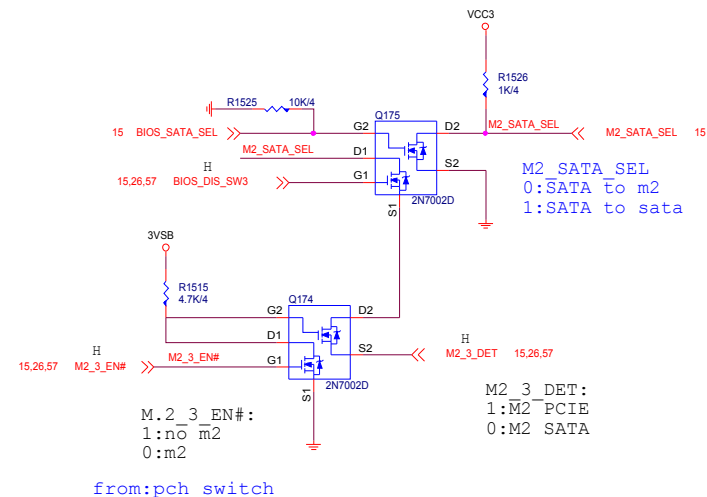 VCC3
R1526
1K/4
R1525
10K/4
Q175
15
BIOS_SATA_SEL
G2
D2
M2_SATA_SEL
M2_SATA_SEL
15
M2_SATA_SEL
D1
H
15,26,57
BIOS_DIS_SW3
G1
S2
S1
2N7002D
M2_SATA_SEL
0:SATA to m2
1:SATA to sata
3VSB
R1515
4.7K/4
Q174
G2
D2
D1
H
15,26,57
M2_3_EN#
M2_3_EN#
G1
S2
H
M2_3_DET
15,26,57
S1
2N7002D
M.2_3_EN#:
1:no m2
0:m2
M2_3_DET:
1:M2 PCIE
0:M2 SATA
from:pch switch